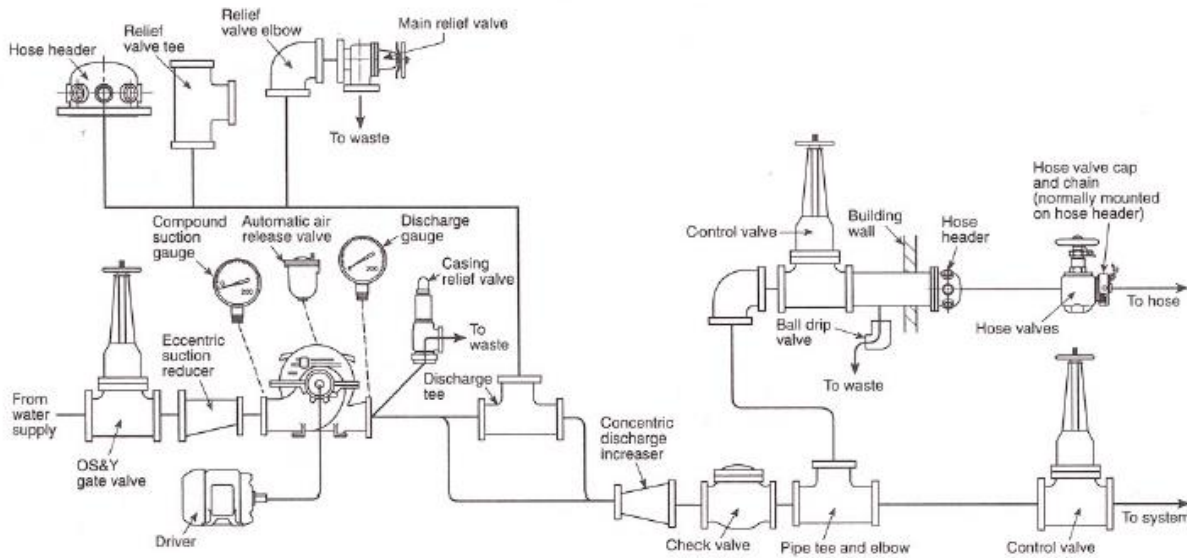 Hose header
Relief
valve tee
Relief
valve elbow
Main relief valve
To waste
Compound
suction
gauge
Automatic air
release valve
Discharge
gauge
Casing
relief valve
To
waste
200
200
Eccentric
suction
reducer
From
water
supply
OS&Y
gate valve
Driver
Discharge
tee
Concentric
discharge
increaser
Check valve
Pipe tee and elbow
Control valve
To system
Control valve
Building
wall
Hose
header
Hose valve cap
and chain
(normally mounted
on hose header)
To hose
Hose valves
Ball drip
valve
To waste